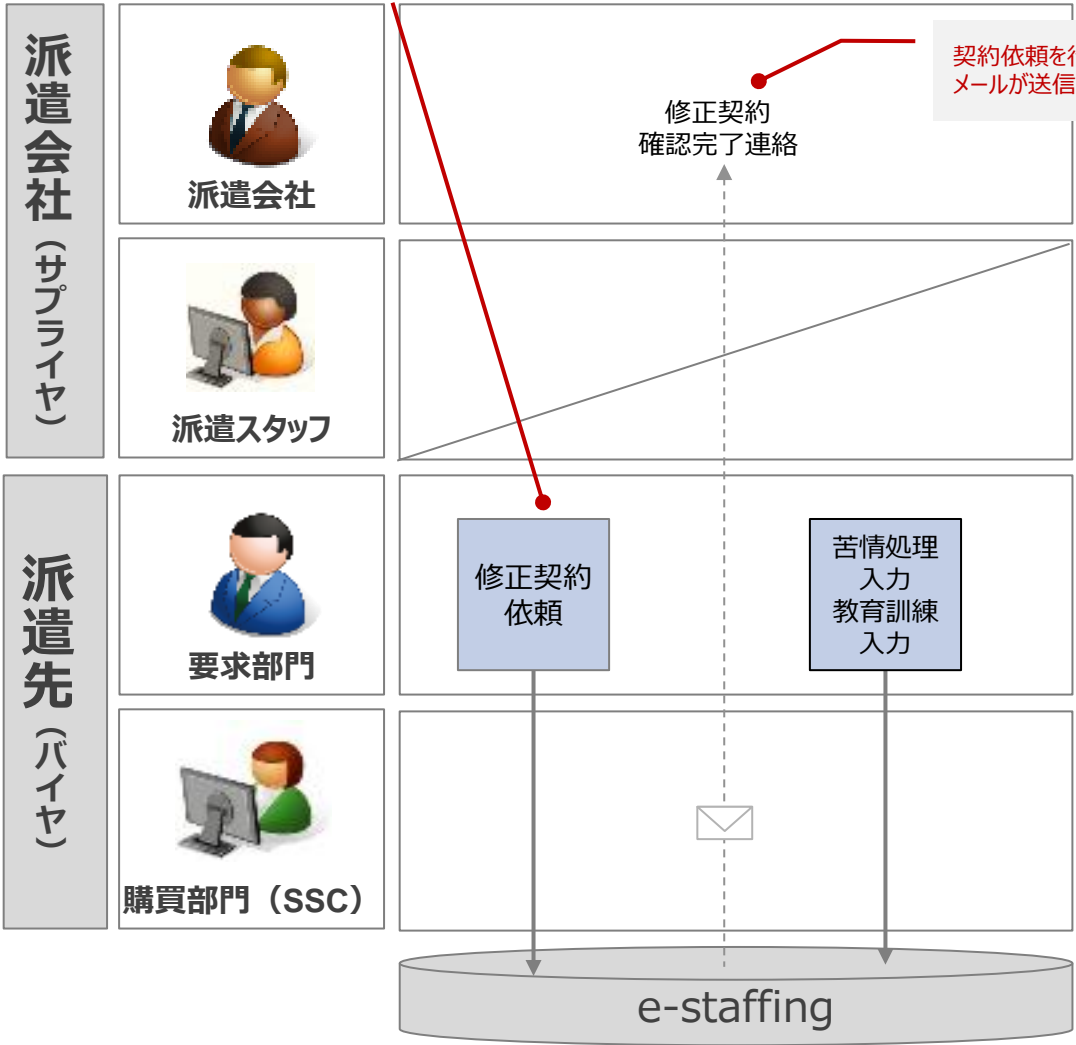 派遣会社（サプライヤ）
派遣会社
契約依頼を
メールが送信
修正契約
確認完了連絡
派遣スタッフ
派遣先（バイヤ）
要求部門
修正契約
依頼
苦情処理
入力
教育訓練
入力
購買部門（SSC）
e-staffing